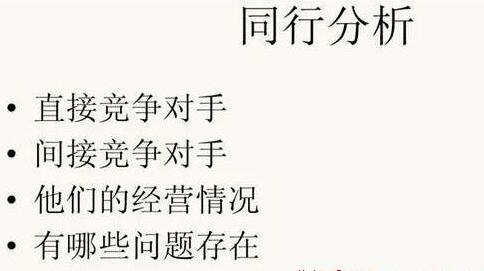 同行分析
• 直接竞争对手
• 间接竞争对手
• 他们的经营情况
• 有哪些问题存在